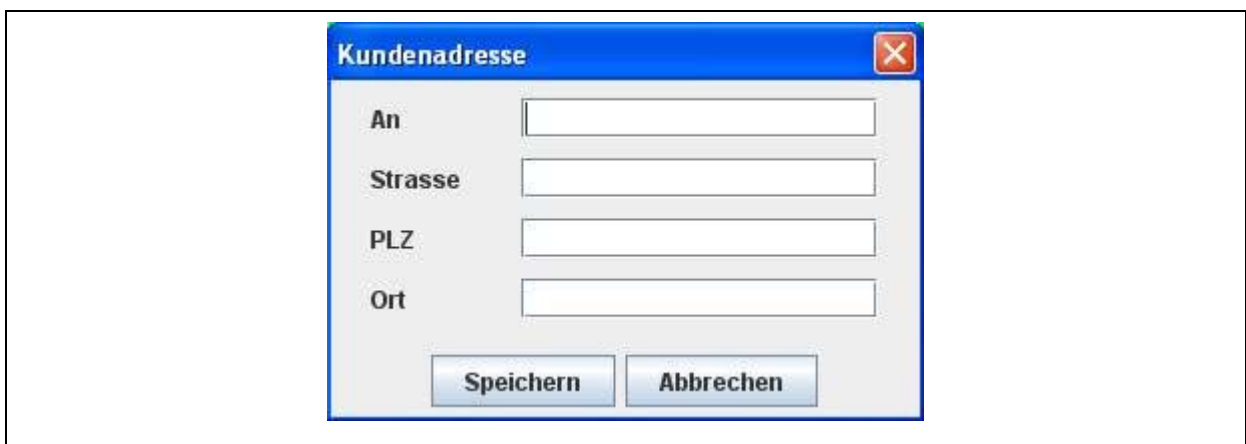 Kundenadresse
An
Strasse
PLZ
Ort
Speichern Abbrechen